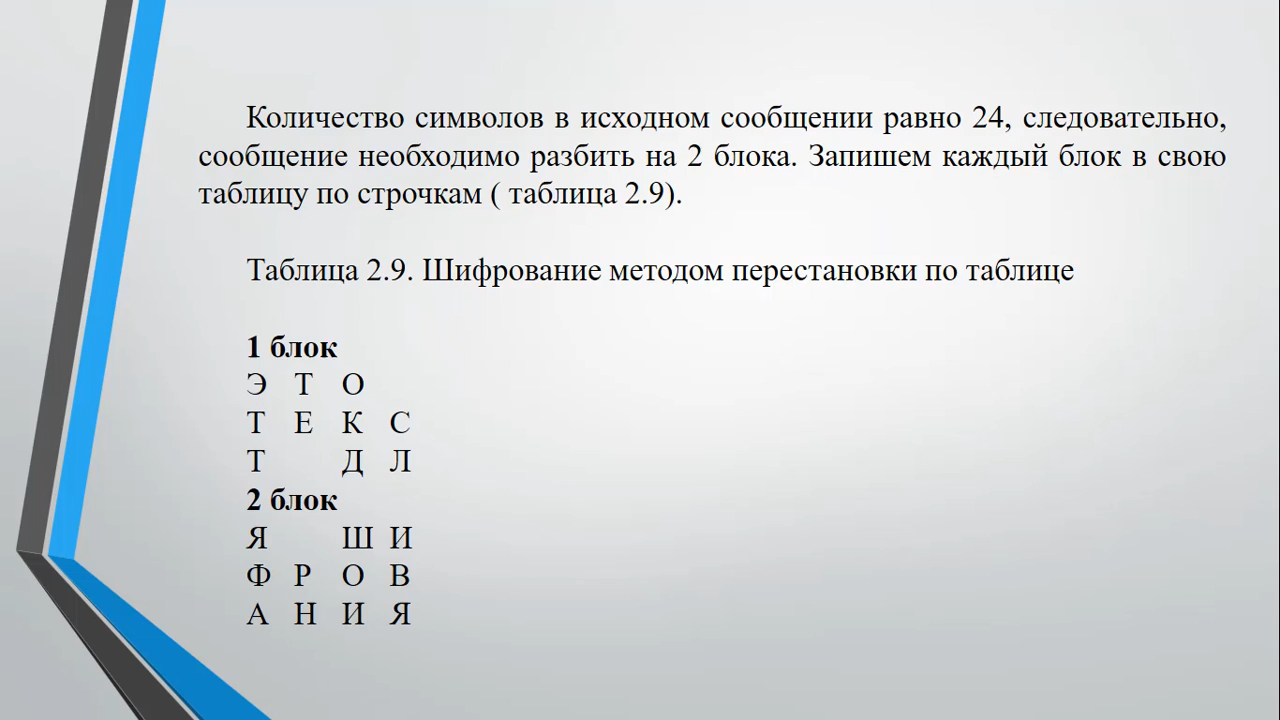 Количество символов в исходном сообщении равно 24, следовательно,
сообщение необходимо разбить на 2 блока. Запишем каждый блок в свою
таблицу по строчкам ( таблица 2.9).
Таблица 2.9. Шифрование методом перестановки по таблице
1 блок
Э Т О
Т Е К С
Т   Д Л
2 блок
Я   Ш И
Ф Р О В
А Н И Я